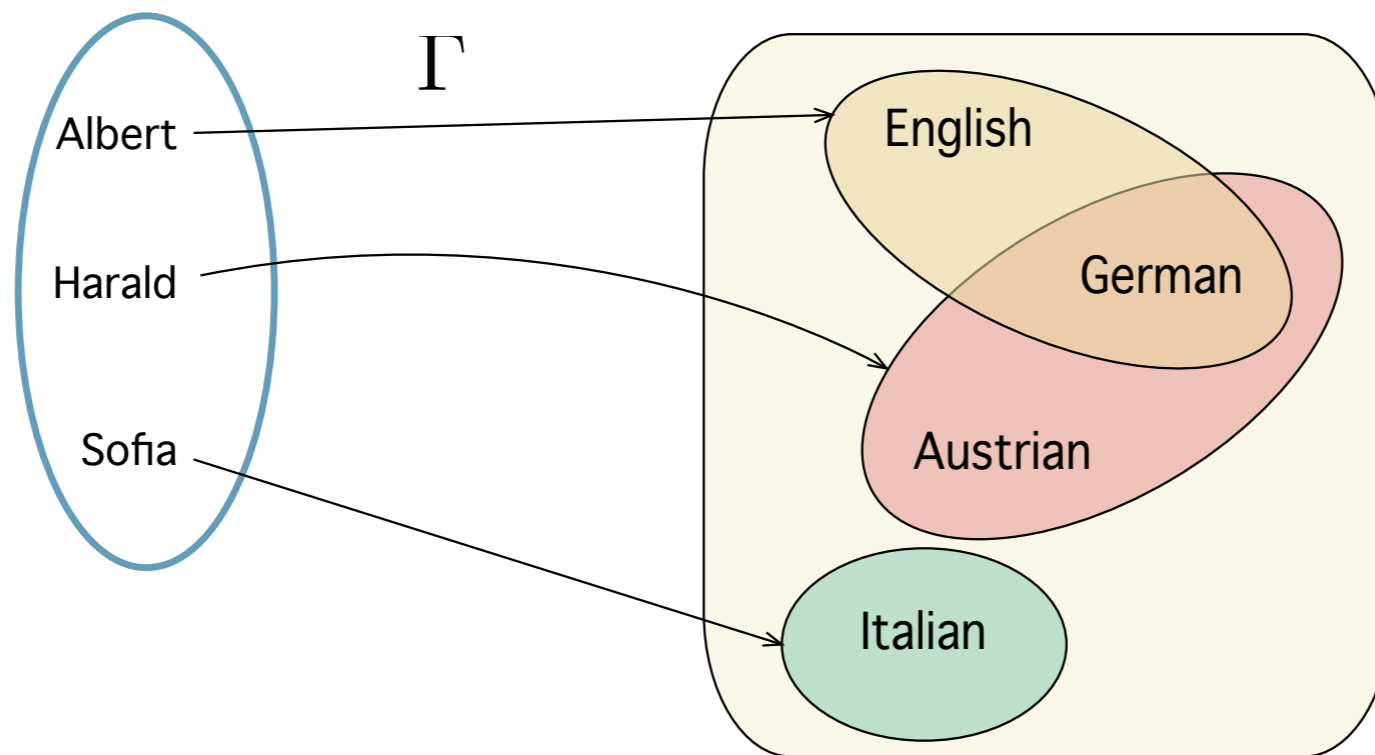 Γ
Albert
Harald
Sofia
English
German
Austrian
Italian